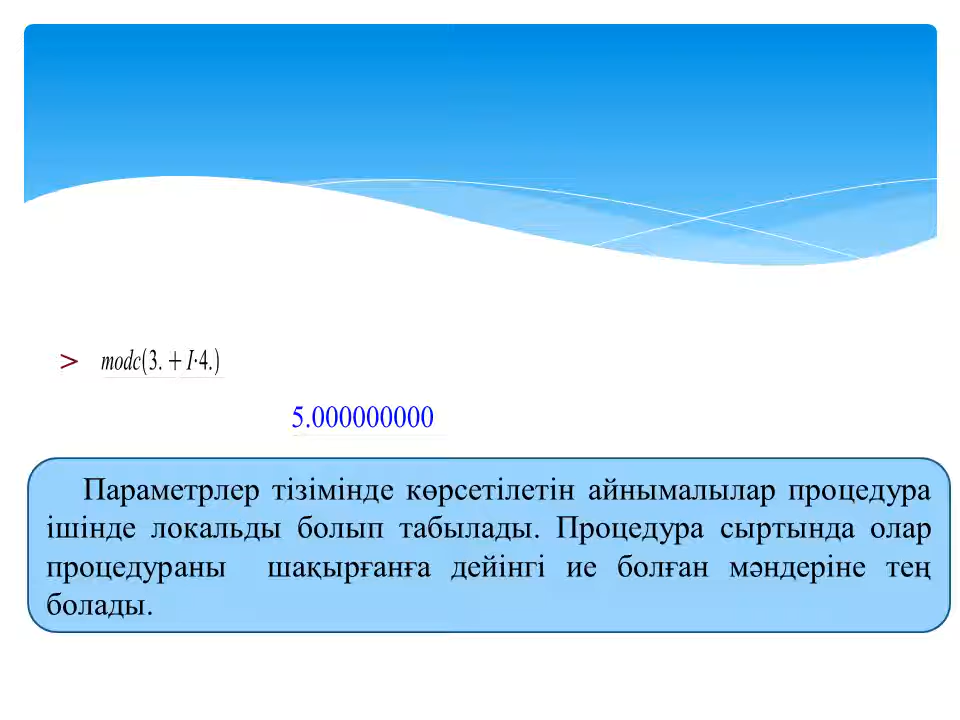 > modc(3. + I·4.)
5.000000000
Параметрлер тізімінде көрсетілетін айнымалылар процедура
ішінде локальды болып табылады. Процедура сыртында олар
процедураны шақырғанға дейінгі ие болған мәндеріне тең
болады.